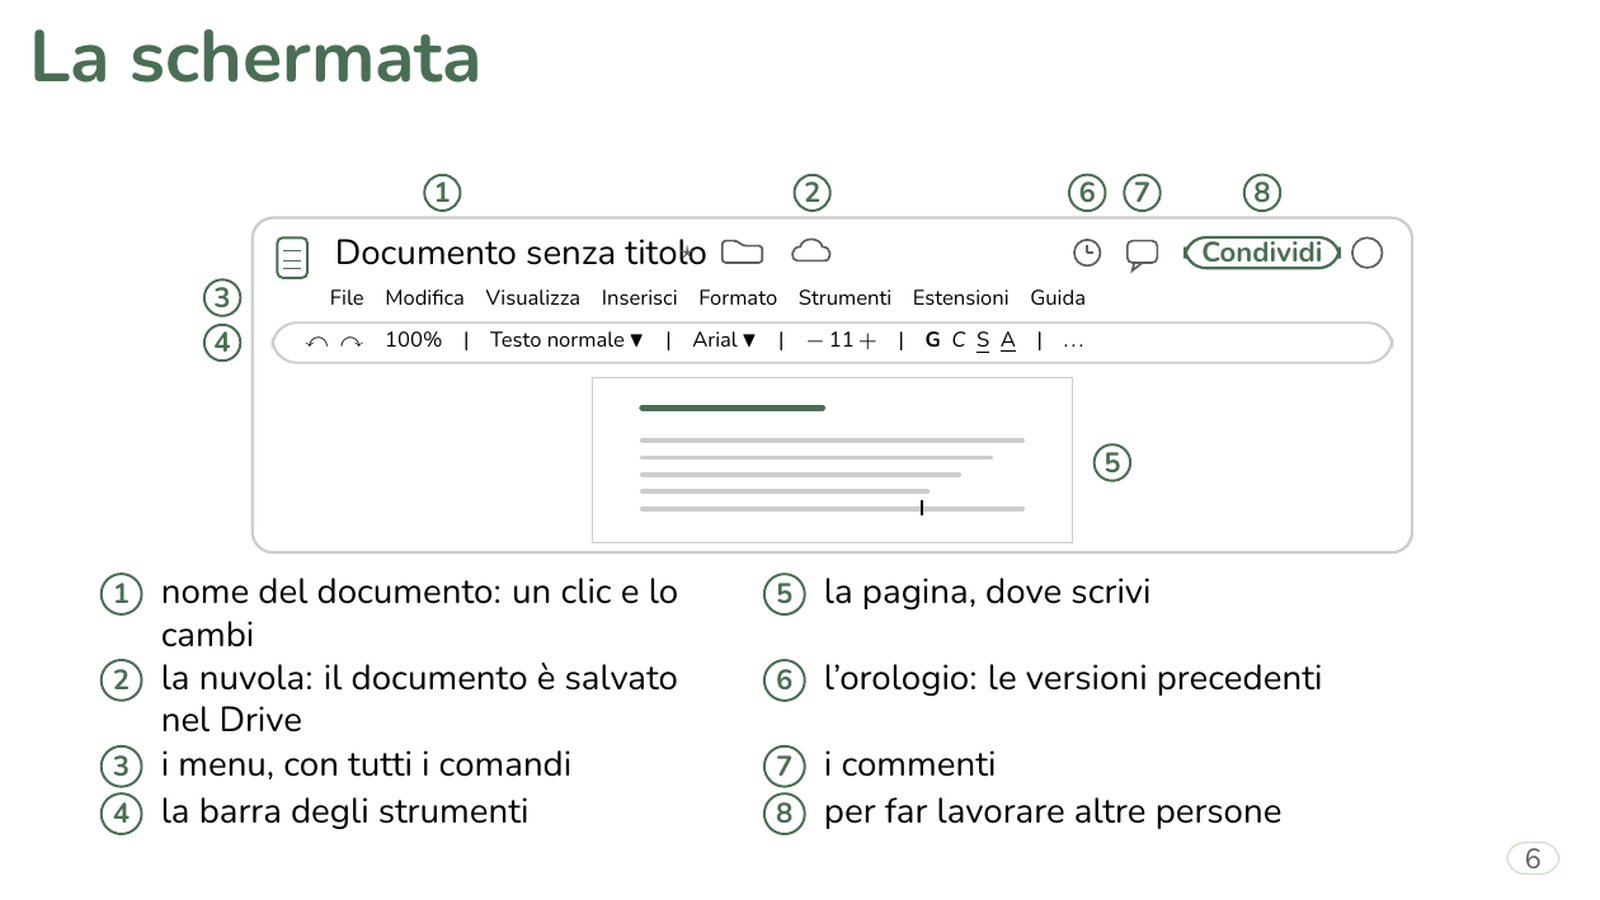 La schermata
1 2 6 7 8
Documento senza titolo Condividi
3 File Modifica Visualizza Inserisci Formato Strumenti Estensioni Guida
4 100% | Testo normale ▼ | Arial ▼ | − 11 + | G C S A | ...
5
1 nome del documento: un clic e lo
cambi
2 la nuvola: il documento è salvato
nel Drive
3 i menu, con tutti i comandi
4 la barra degli strumenti
5 la pagina, dove scrivi
6 l’orologio: le versioni precedenti
7 i commenti
8 per far lavorare altre persone
6